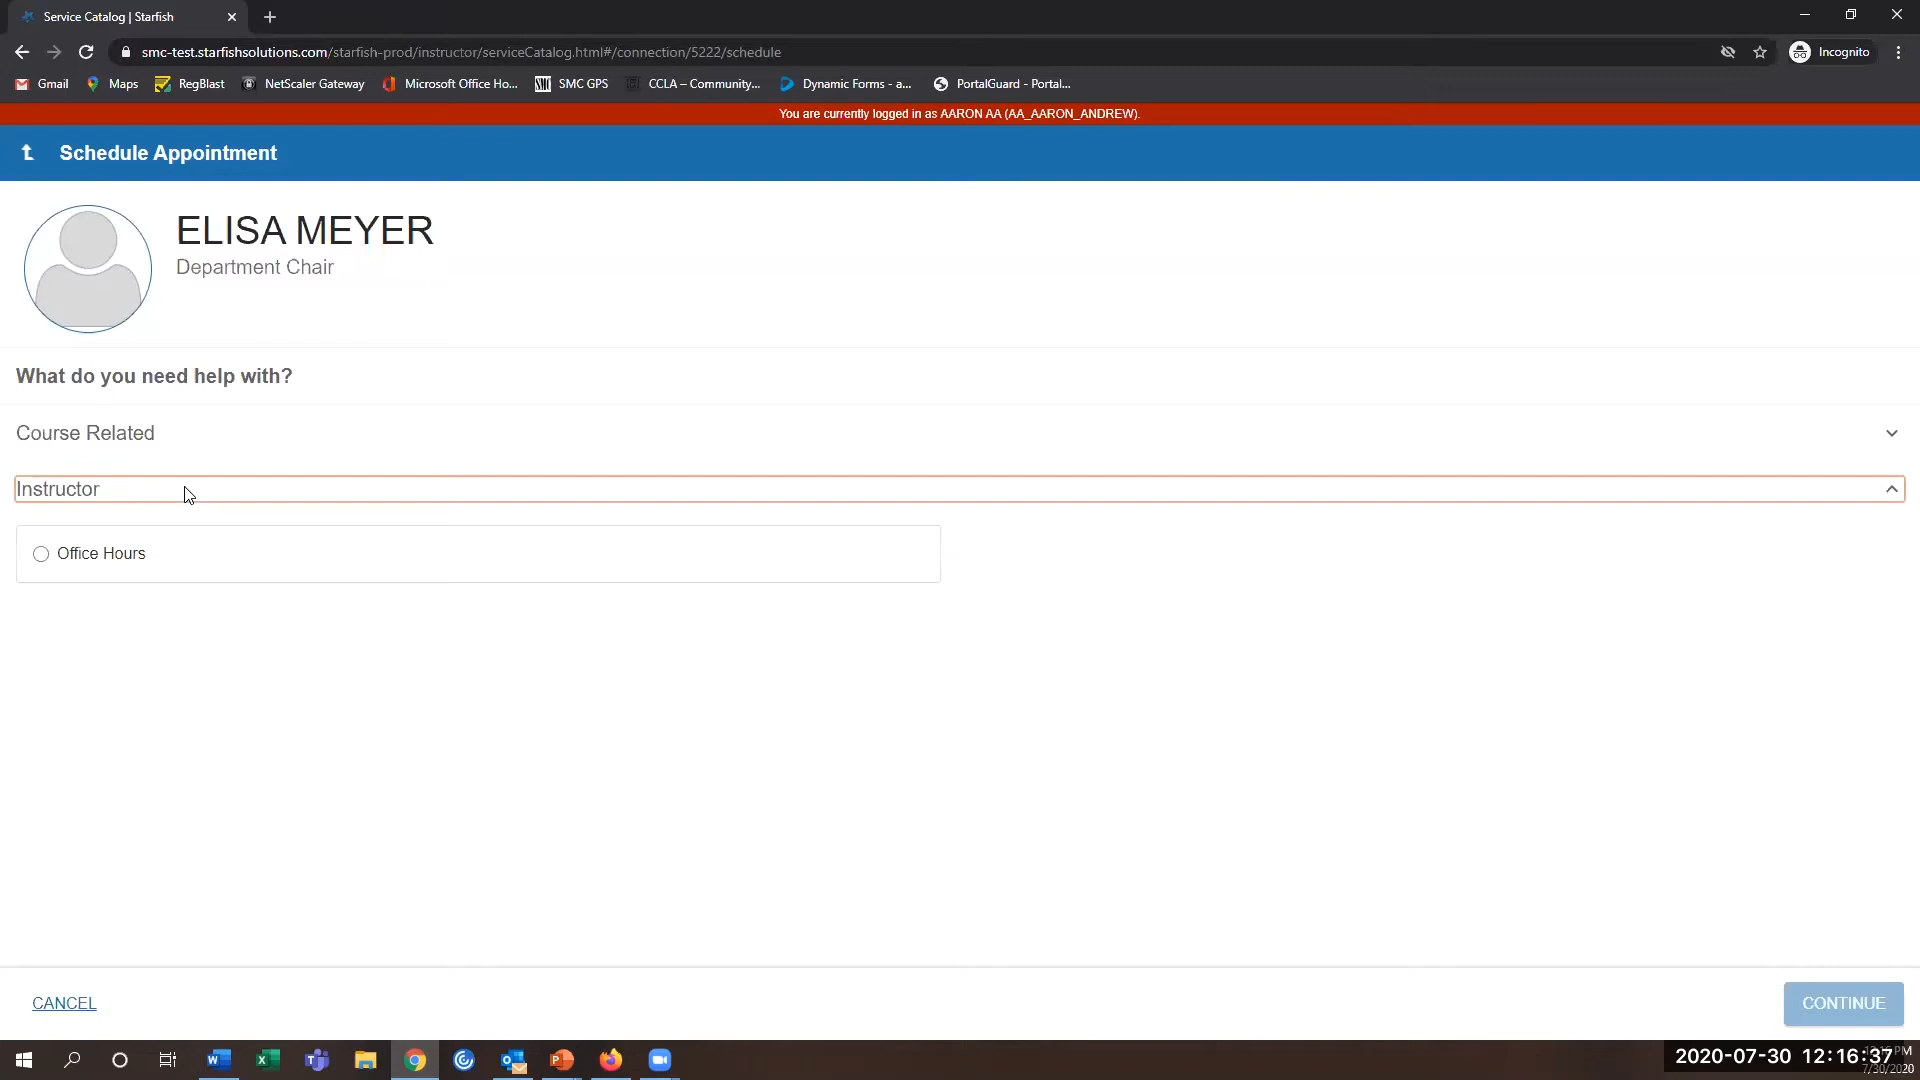 Service Catalog | Starfish
smc-test.starfishsolutions.com/starfish-prod/instructor/serviceCatalog.html#/connection/5222/schedule
Incognito
Gmail
Maps
RegBlast
NetScaler Gateway
Microsoft Office Ho...
SMC GPS
CCLA – Community...
Dynamic Forms - a...
PortalGuard - Portal...
You are currently logged in as AARON AA (AA_AARON_ANDREW).
Schedule Appointment
ELISA MEYER
Department Chair
What do you need help with?
Course Related
Instructor
Office Hours
CANCEL
CONTINUE
2020-07-30 12:16:37
7/30/2020